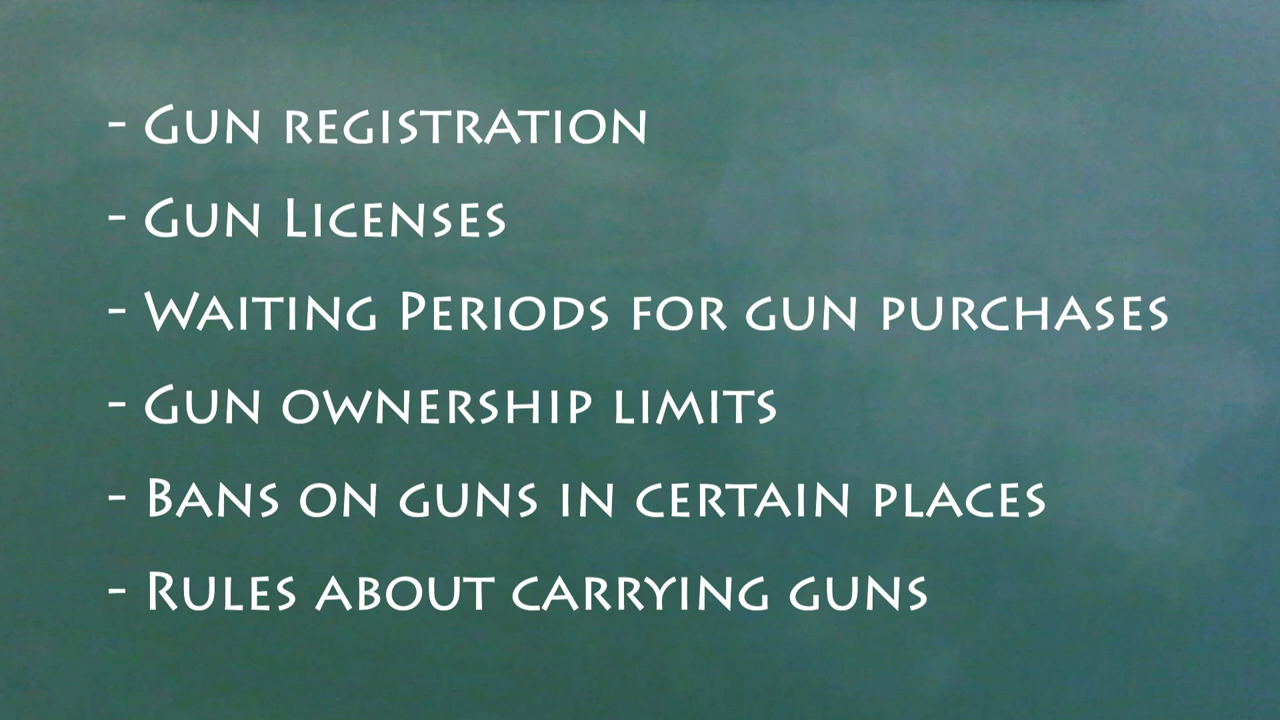 - Gun registration
- Gun Licenses
- Waiting Periods for gun purchases
- Gun ownership limits
- Bans on guns in certain places
- Rules about carrying guns